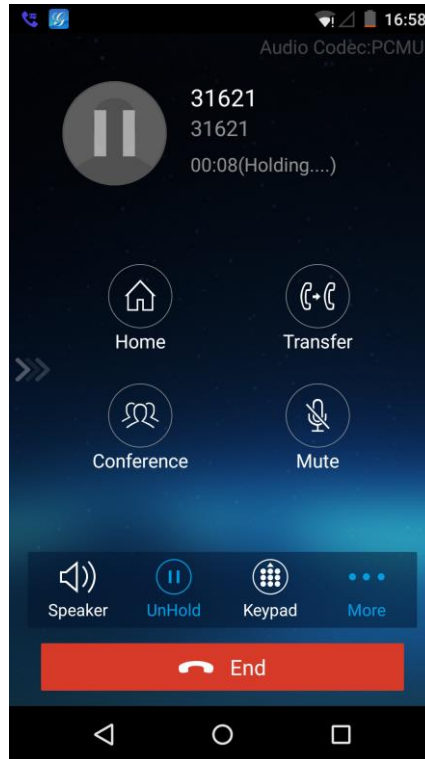 16:58
Audio Codec:PCMU
31621
31621
00:08(Holding....)
Home Transfer
Conference Mute
Speaker UnHold Keypad More
End